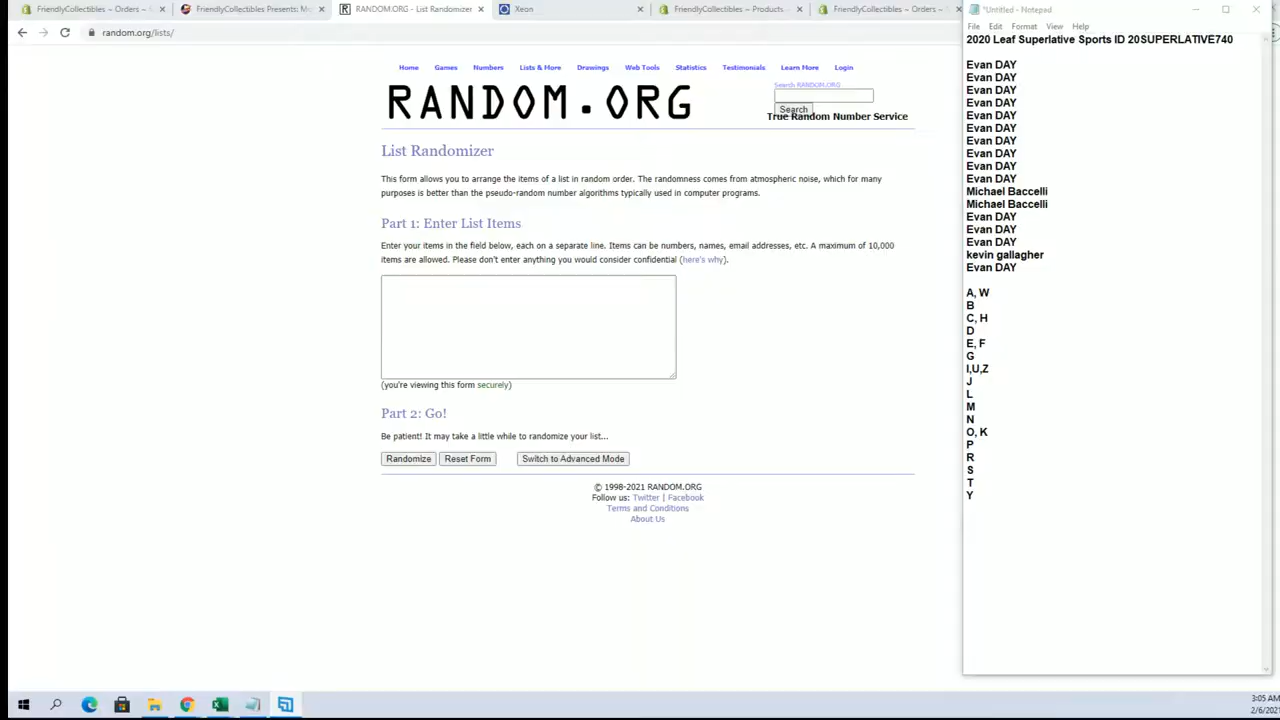 FriendlyCollectibles ~ Orders ~
FriendlyCollectibles Presents M
RANDOM.ORG - List Randomizer
Xeon
FriendlyCollectibles ~ Products
FriendlyCollectibles ~ Orders ~
random.org/lists/
Home Games Numbers Lists & More Drawings Web Tools Statistics Testimonials Learn More Login
RANDOM.ORG
Search RANDOM.ORG
Search
True Random Number Service
List Randomizer
This form allows you to arrange the items of a list in random order. The randomness comes from atmospheric noise, which for many
purposes is better than the pseudo-random number algorithms typically used in computer programs.
Part 1: Enter List Items
Enter your items in the field below, each on a separate line. Items can be numbers, names, email addresses, etc. A maximum of 10,000
items are allowed. Please don't enter anything you would consider confidential (here's why).
(you're viewing this form securely)
Part 2: Go!
Be patient! It may take a little while to randomize your list...
Randomize Reset Form Switch to Advanced Mode
© 1998-2021 RANDOM.ORG
Follow us: Twitter | Facebook
Terms and Conditions
About Us
*Untitled - Notepad
File Edit Format View Help
2020 Leaf Superlative Sports ID 20SUPERLATIVE740
Evan DAY
Evan DAY
Evan DAY
Evan DAY
Evan DAY
Evan DAY
Evan DAY
Evan DAY
Evan DAY
Evan DAY
Michael Baccelli
Michael Baccelli
Evan DAY
Evan DAY
Evan DAY
kevin gallagher
Evan DAY
A, W
B
C, H
D
E, F
G
I,U,Z
J
L
M
N
O, K
P
R
S
T
Y
3:05 AM
2/6/2021